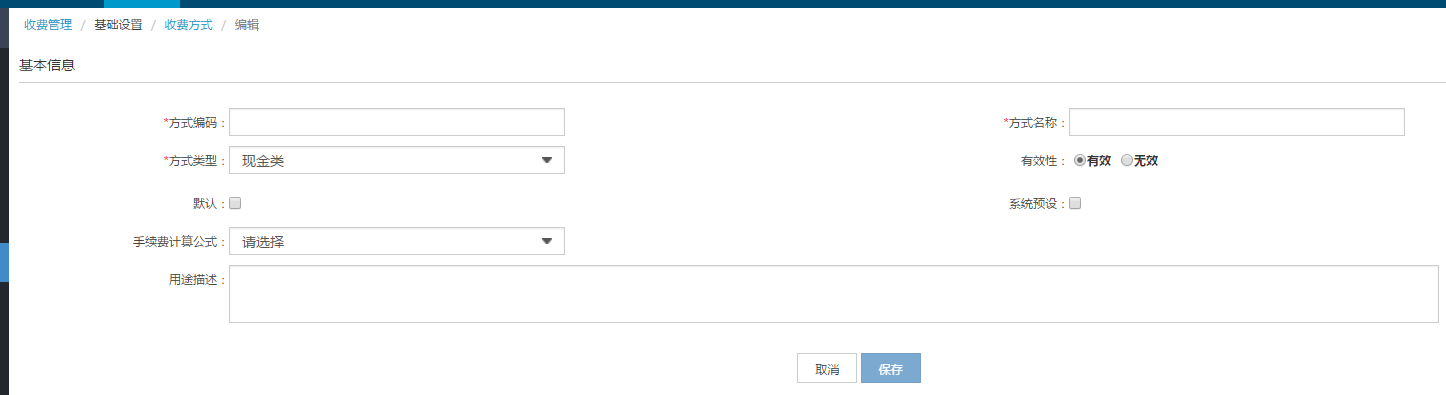 收费管理 / 基础设置 / 收费方式 / 编辑
基本信息
*方式编码：
*方式名称：
*方式类型：现金类
有效性：有效 无效
默认：
系统预设：
手续费计算公式：请选择
用途描述：
取消 保存